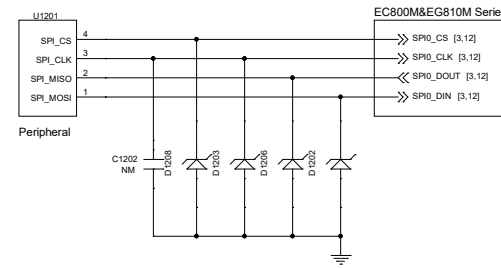 EC800M&EG810M Serie
U1201
SPI_CS 4 SPI0_CS [3,12]
SPI_CLK 3 SPI0_CLK [3,12]
SPI_MISO 2 SPI0_DOUT [3,12]
SPI_MOSI 1 SPI0_DIN [3,12]
Peripheral
C1202
NM
D1208
D1203
D1206
D1202